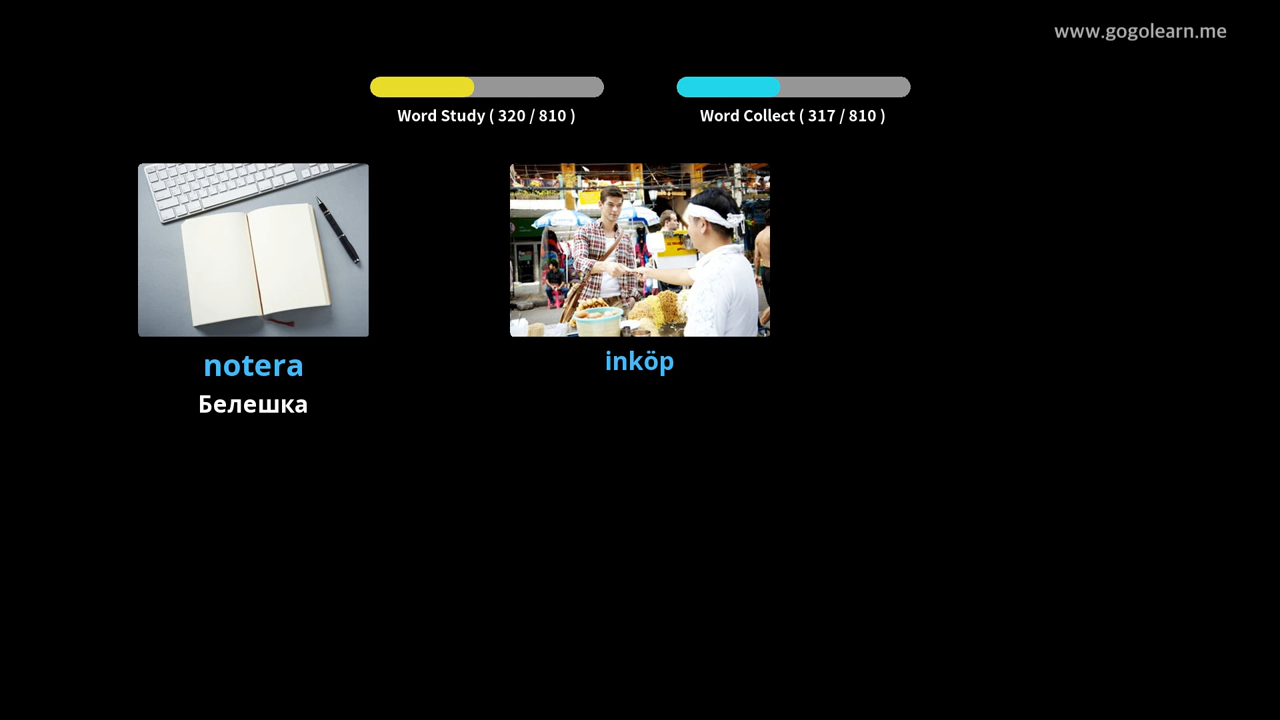 www.gogolearn.me
Word Study ( 320 / 810 )
Word Collect ( 317 / 810 )
notera
Белешка
inköp